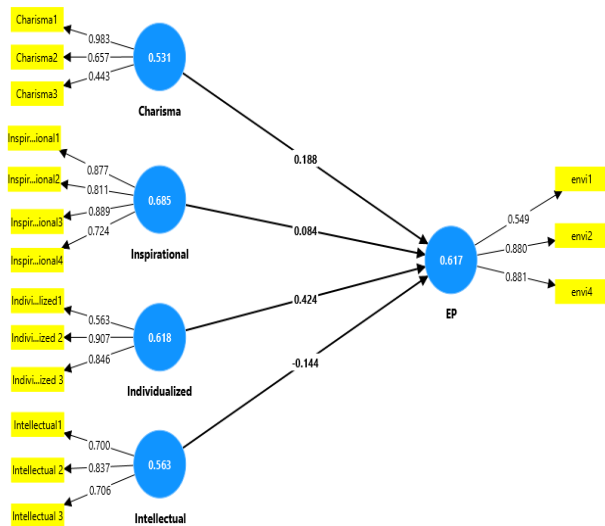 Charisma1
0.983
Charisma2
0.657
0.531
Charisma3
0.443
Charisma
Inspir...ional1
0.877
Inspir...ional2
0.811
0.685
Inspir...ional3
0.889
Inspir...ional4
0.724
Inspirational
Indivi...lized1
0.563
Indivi...ized 2
0.907
0.618
Indivi...ized 3
0.846
Individualized
Intellectual1
0.700
Intellectual 2
0.837
0.563
Intellectual 3
0.706
Intellectual
0.188
0.084
0.424
-0.144
0.617
EP
0.549
envi1
0.880
envi2
0.881
envi4